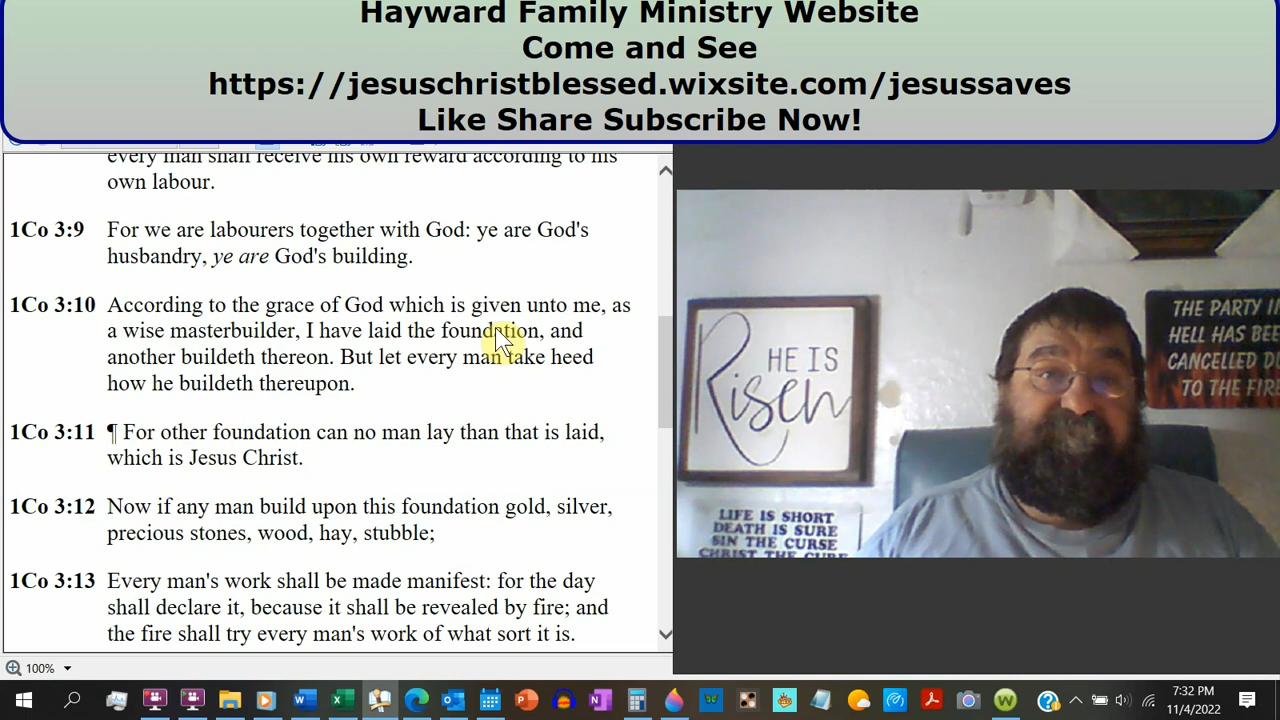 Hayward Family Ministry Website
Come and See
https://jesuschristblessed.wixsite.com/jesussaves
Like Share Subscribe Now!
every man shall receive his own reward according to his
own labour.
1Co 3:9 For we are labourers together with God: ye are God's
husbandry, ye are God's building.
1Co 3:10 According to the grace of God which is given unto me, as
a wise masterbuilder, I have laid the foundation, and
another buildeth thereon. But let every man take heed
how he buildeth thereupon.
1Co 3:11 ¶ For other foundation can no man lay than that is laid,
which is Jesus Christ.
1Co 3:12 Now if any man build upon this foundation gold, silver,
precious stones, wood, hay, stubble;
1Co 3:13 Every man's work shall be made manifest: for the day
shall declare it, because it shall be revealed by fire; and
the fire shall try every man's work of what sort it is.
100%
HE IS
Risen
LIFE IS SHORT
DEATH IS SURE
SIN THE CURSE
CHRIST THE CURE
THE PARTY I
HELL HAS BEE
CANCELLED D
TO THE FIRE
7:32 PM
11/4/2022